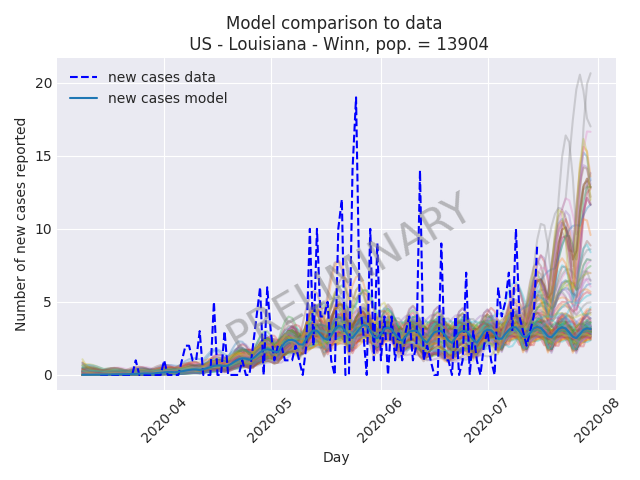 Model comparison to data
US - Louisiana - Winn, pop. = 13904
new cases data
new cases model
Number of new cases reported
20
15
10
5
0
PRELIMINARY
2020-04
2020-05
2020-06
2020-07
2020-08
Day